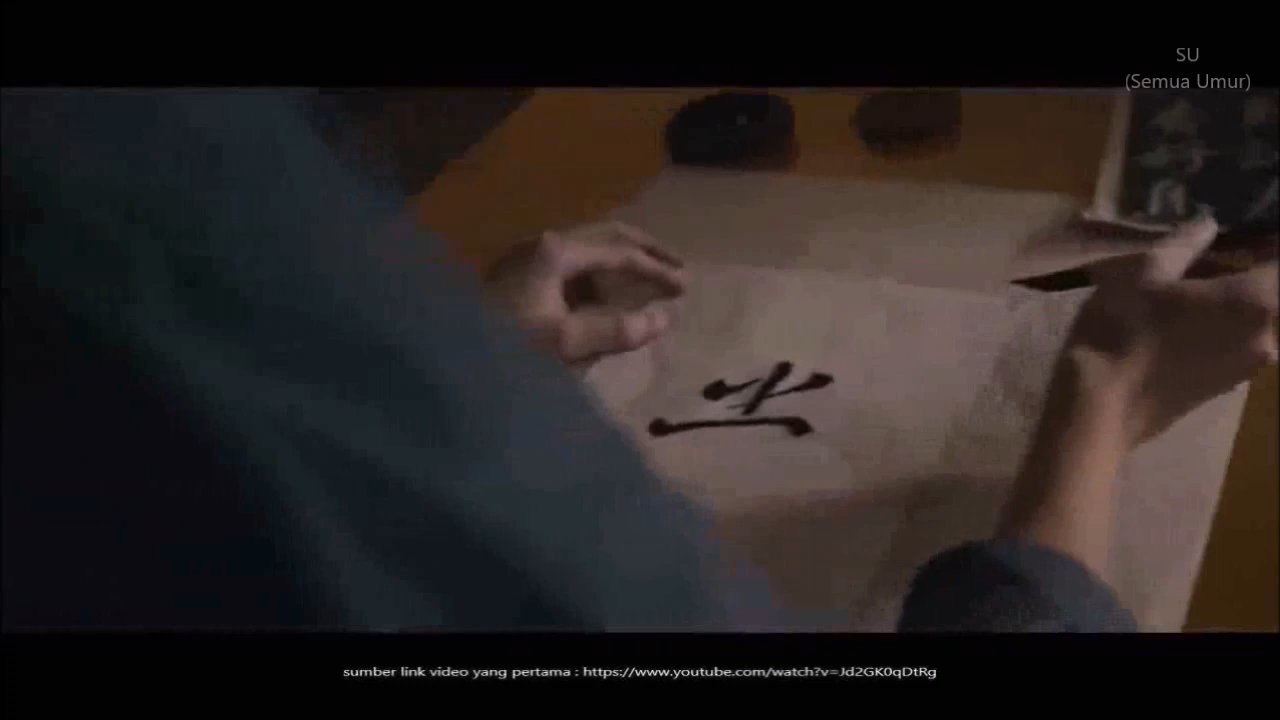 SU
(Semua Umur)
sumber link video yang pertama : https://www.youtube.com/watch?v=Jd2GK0qDtRg